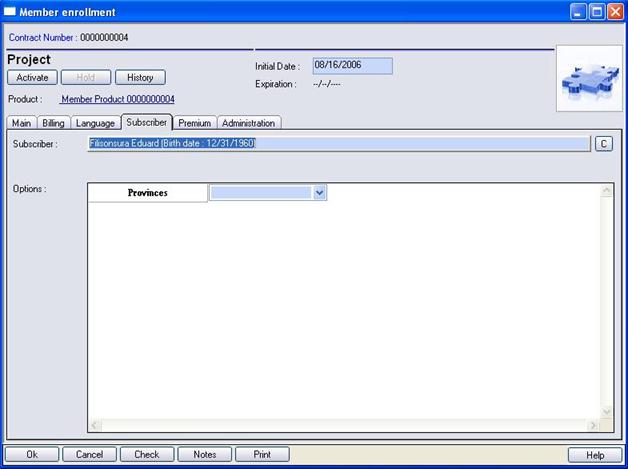 Member enrollment
Contract Number : 0000000004
Project
Initial Date : 08/16/2006
Activate Hold History
Expiration : --/--/----
Product : Member Product 0000000004
Main Billing Language Subscriber Premium Administration
Subscriber : Filisonsura Eduard (Birth date : 12/31/1960) C
Options : Provinces
Ok Cancel Check Notes Print Help